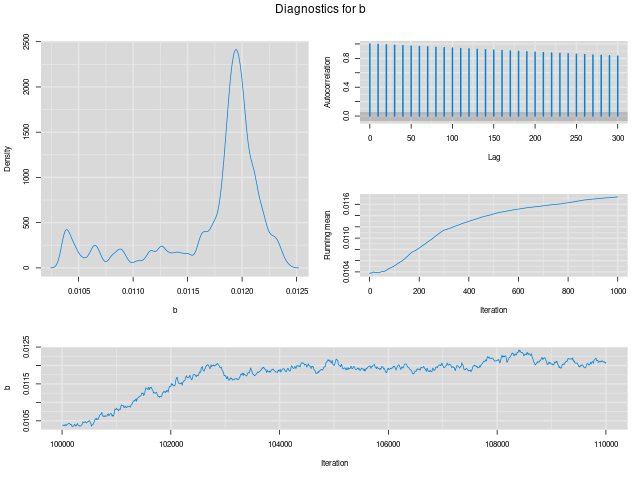 Diagnostics for b
Density
0 500 1000 1500 2000 2500
0.0105 0.0110 0.0115 0.0120 0.0125
b
Autocorrelation
0.0 0.4 0.8
0 50 100 150 200 250 300
Lag
Running mean
0.0104 0.0110 0.0116
0 200 400 600 800 1000
Iteration
b
0.0105 0.0115 0.0125
100000 102000 104000 106000 108000 110000
Iteration